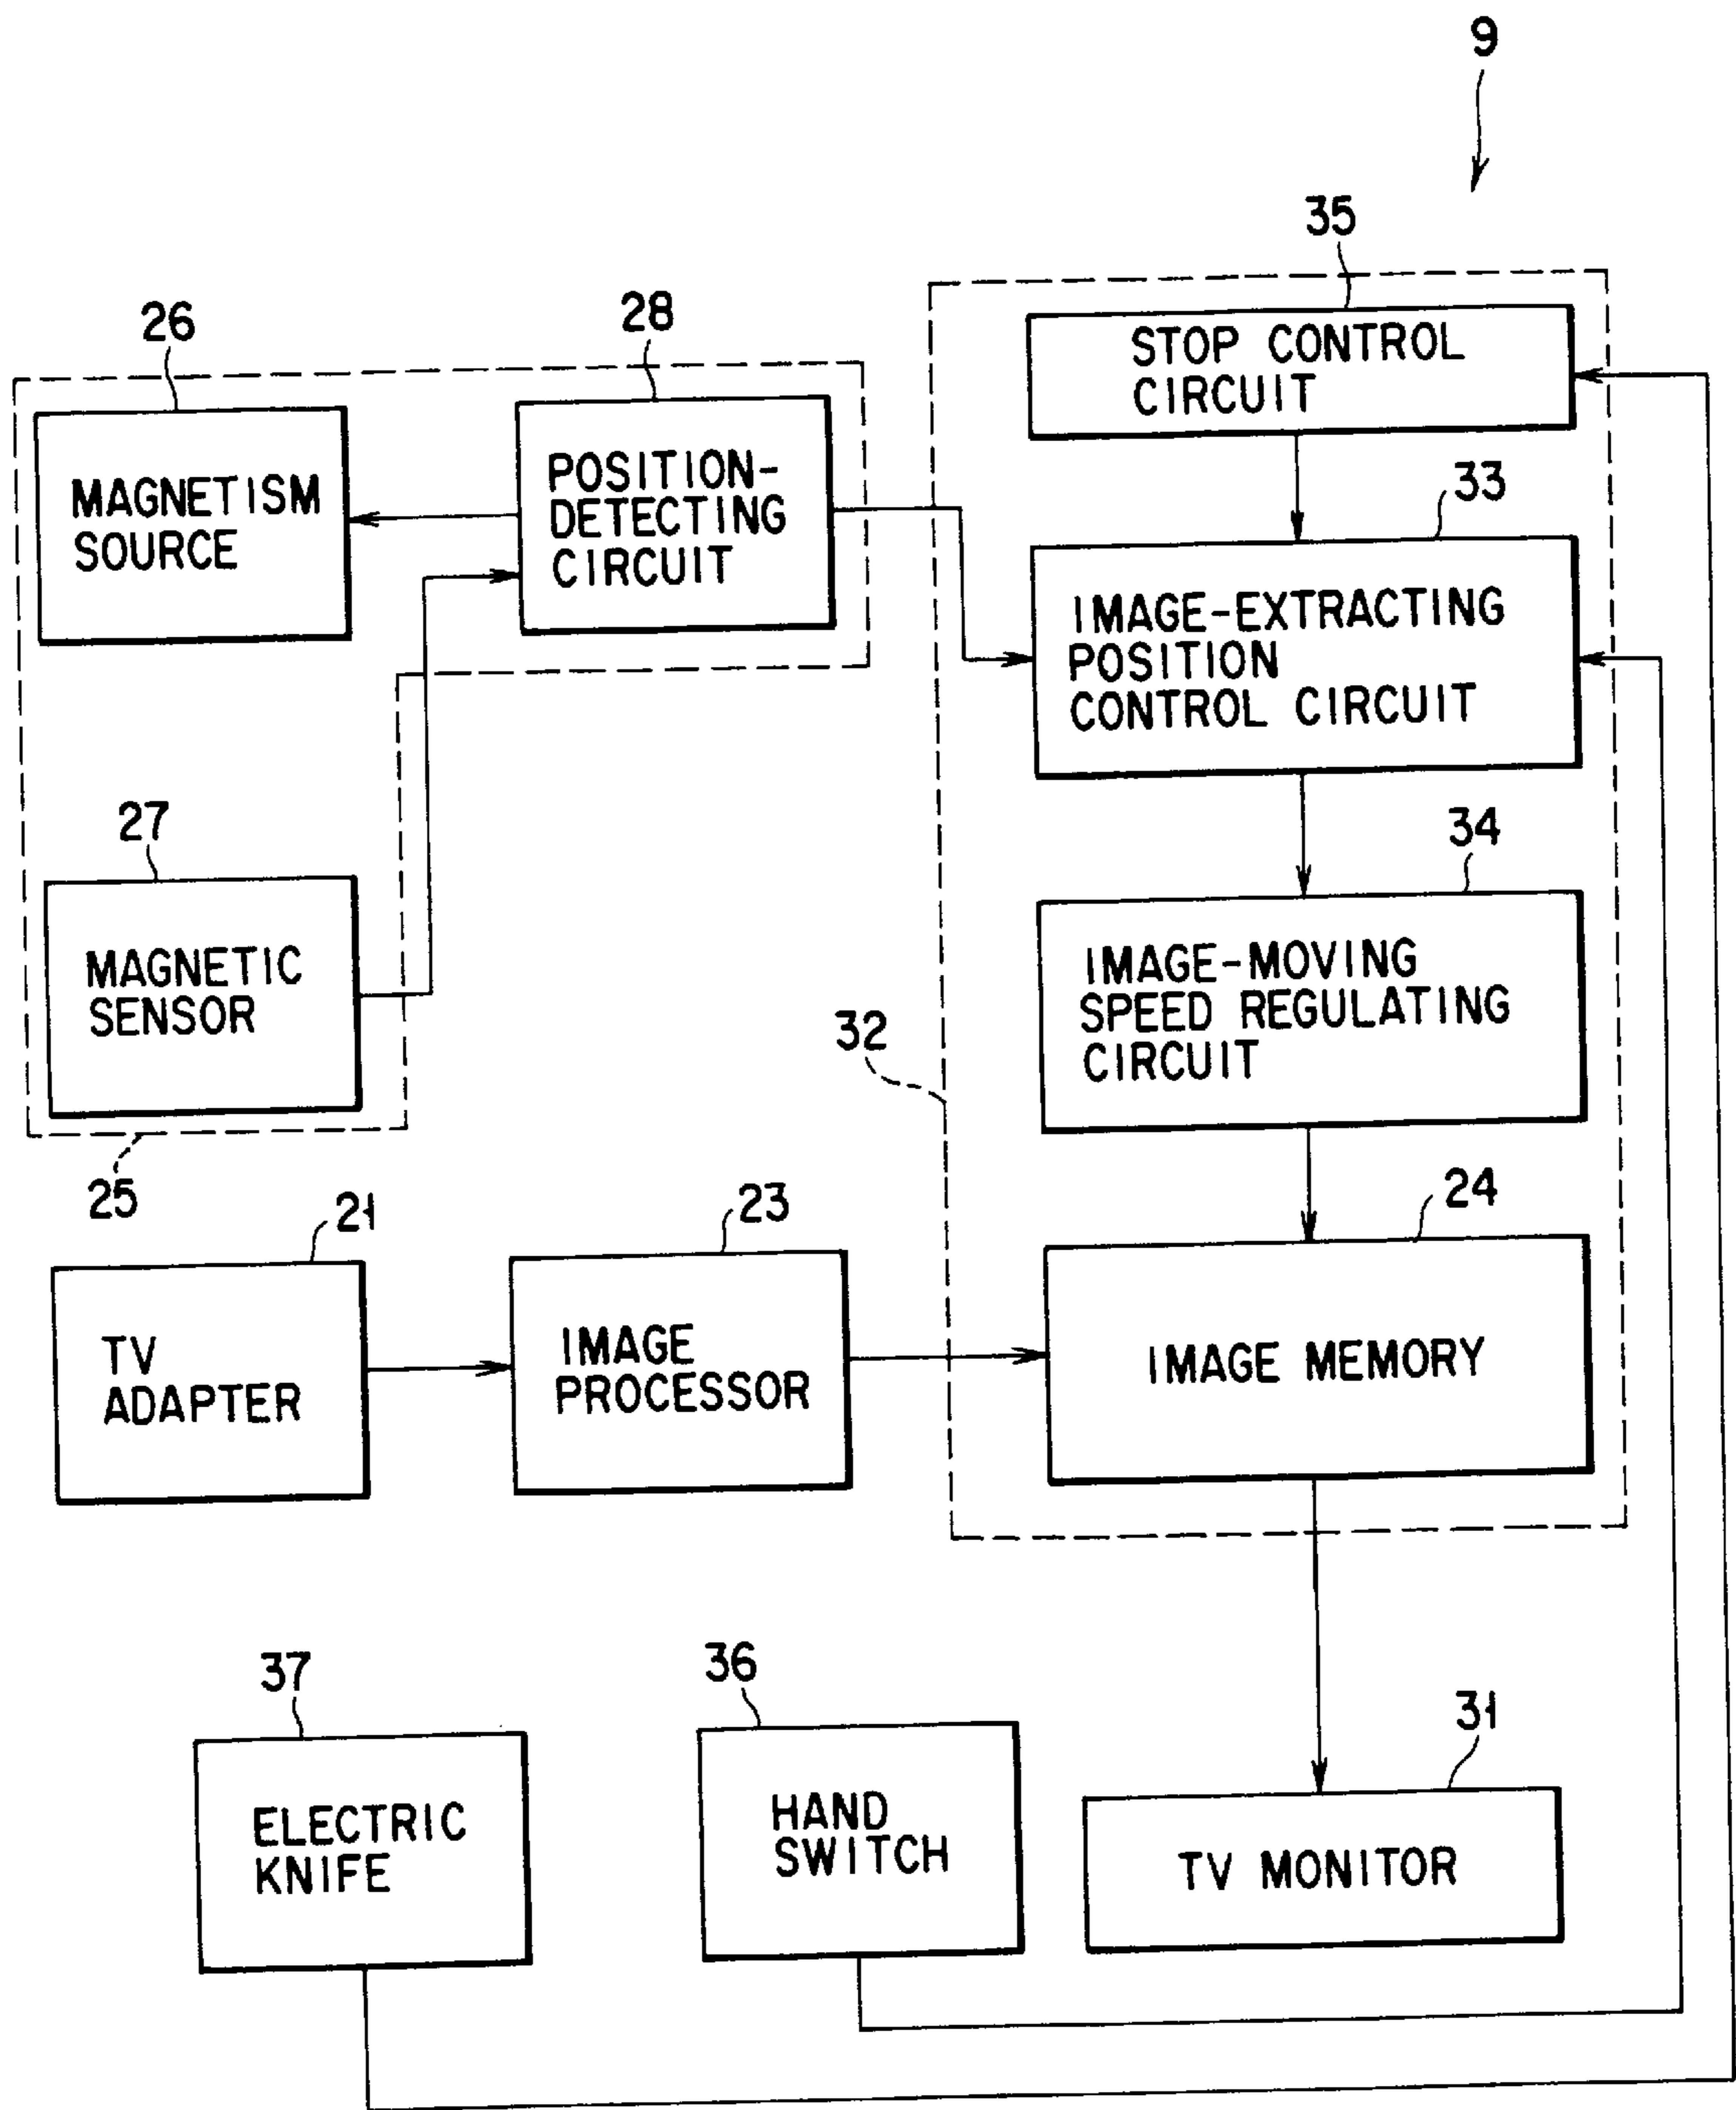 9
35
STOP CONTROL
CIRCUIT
26
28
MAGNETISM
SOURCE
POSITION-
DETECTING
CIRCUIT
33
IMAGE-EXTRACTING
POSITION
CONTROL CIRCUIT
27
34
MAGNETIC
SENSOR
IMAGE-MOVING
SPEED REGULATING
CIRCUIT
32
25
21
23
24
TV
ADAPTER
IMAGE
PROCESSOR
IMAGE MEMORY
37
36
31
ELECTRIC
KNIFE
HAND
SWITCH
TV MONITOR